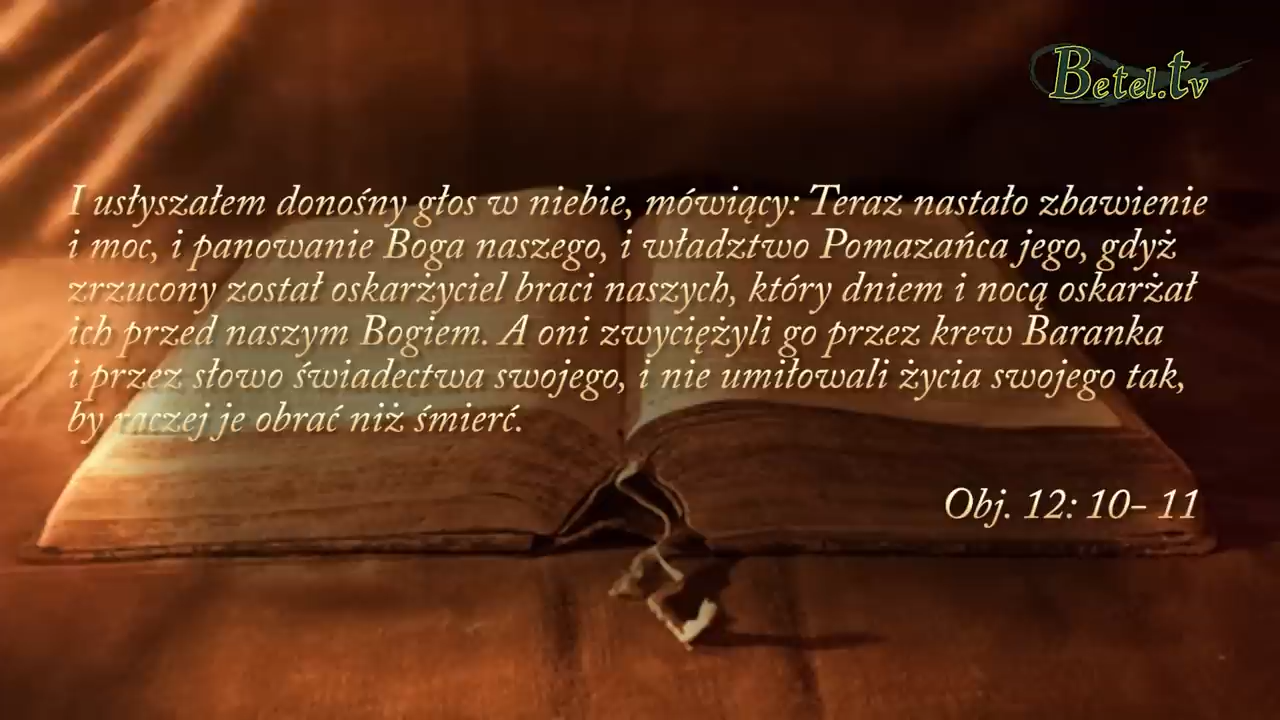 Betel.tv
I usłyszałem donośny głos w niebie, mówiący: Teraz nastało zbawienie
i moc, i panowanie Boga naszego, i władztwo Pomazańca jego, gdyż
zrzucony został oskarżyciel braci naszych, który dniem i nocą oskarżał
ich przed naszym Bogiem. A oni zwyciężyli go przez krew Baranka
i przez słowo świadectwa swojego, i nie umiłowali życia swojego tak,
by raczej je obrać niż śmierć.
Obj. 12: 10- 11